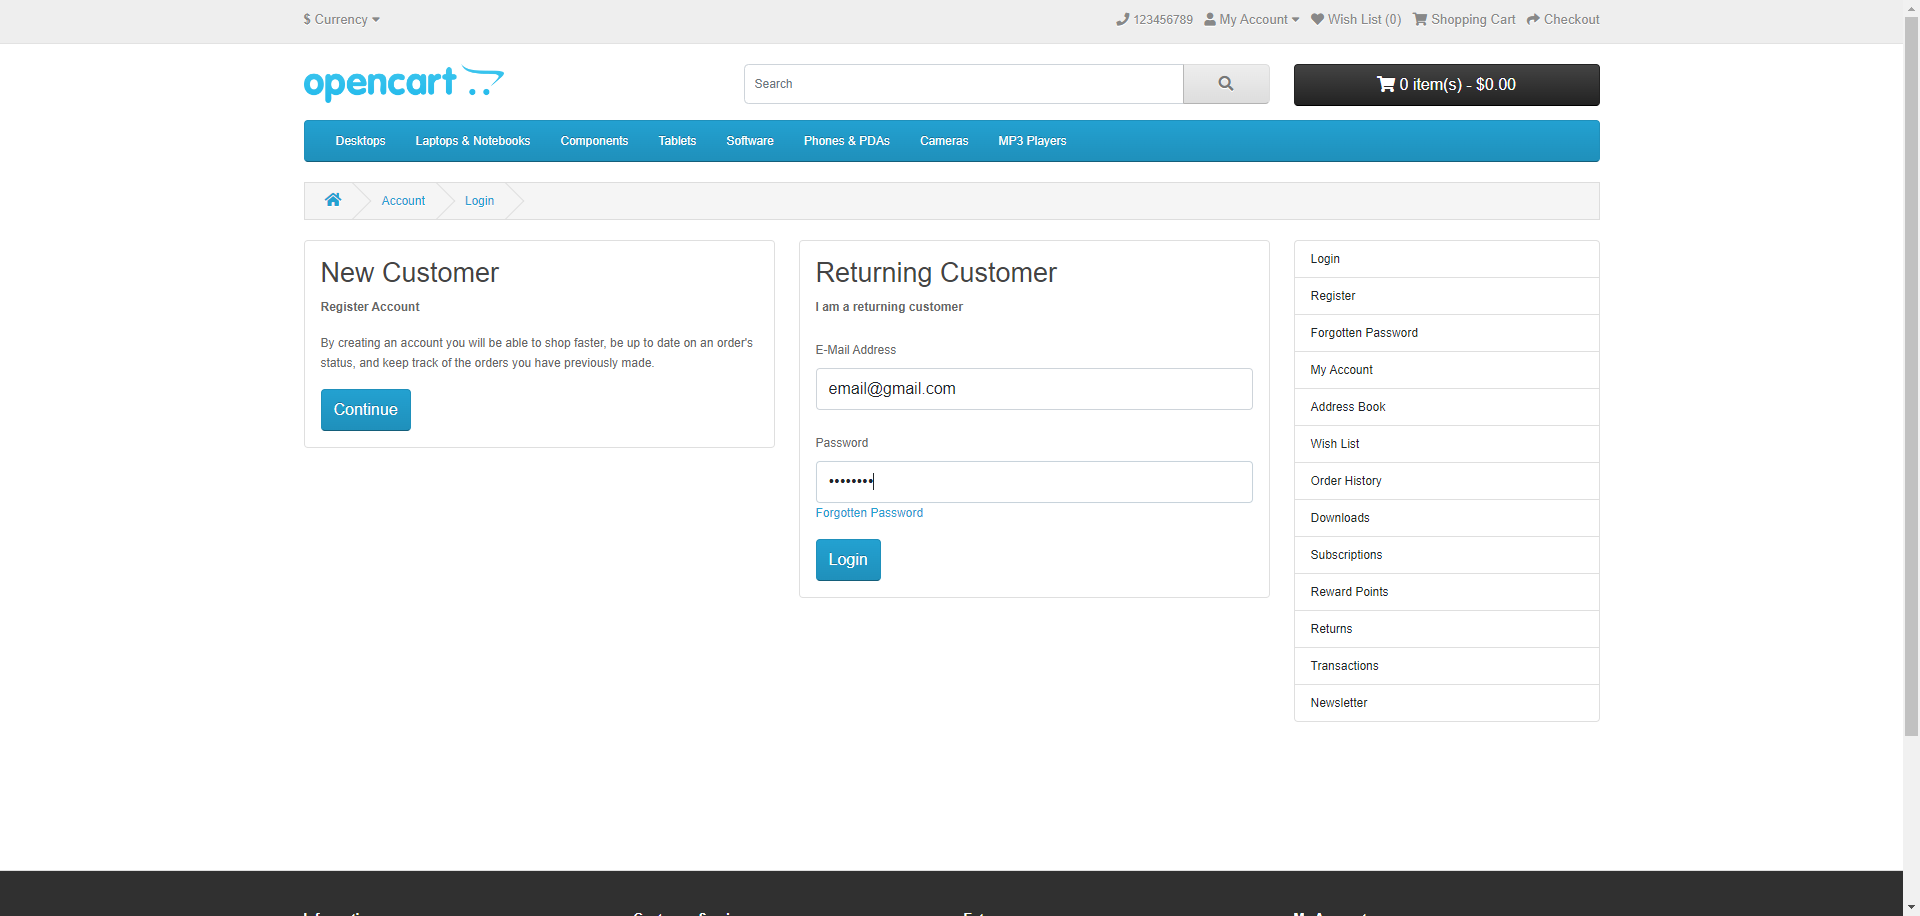 $ Currency
123456789 My Account Wish List (0) Shopping Cart Checkout
opencart
Search
0 item(s) - $0.00
Desktops Laptops & Notebooks Components Tablets Software Phones & PDAs Cameras MP3 Players
Account Login
New Customer
Register Account
By creating an account you will be able to shop faster, be up to date on an order's
status, and keep track of the orders you have previously made.
Continue
Returning Customer
I am a returning customer
E-Mail Address
email@gmail.com
Password
••••••••
Forgotten Password
Login
Login
Register
Forgotten Password
My Account
Address Book
Wish List
Order History
Downloads
Subscriptions
Reward Points
Returns
Transactions
Newsletter